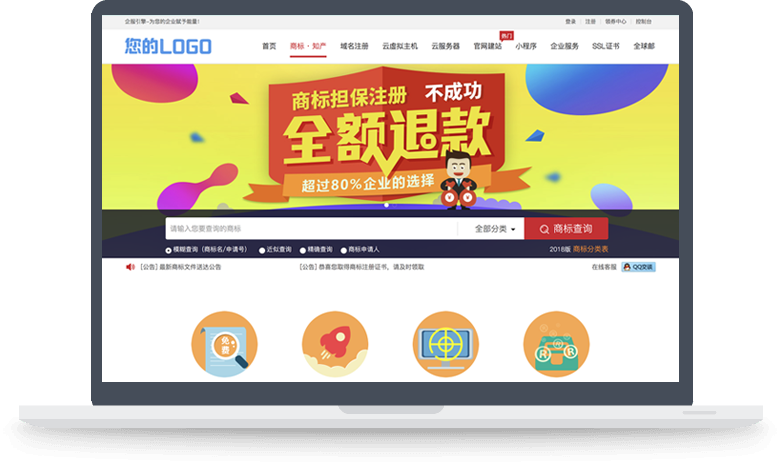 企服引擎-为您的企业赋予能量!
登录 注册 领券中心 控制台
您的LOGO
首页 商标·知产 域名注册 云虚拟主机 云服务器 官网建站 热门 小程序 企业服务 SSL证书 全球邮
商标担保注册 不成功
全额退款
超过80%企业的选择
请输入您要查询的商标 全部分类 商标查询
模糊查询（商标名/申请号） 近似查询 精确查询 商标申请人 2018版 商标分类表
[公告] 最新商标文件送达公告 [公告] 恭喜您取得商标注册证书，请及时领取 在线客服 QQ交谈
免费
R R R